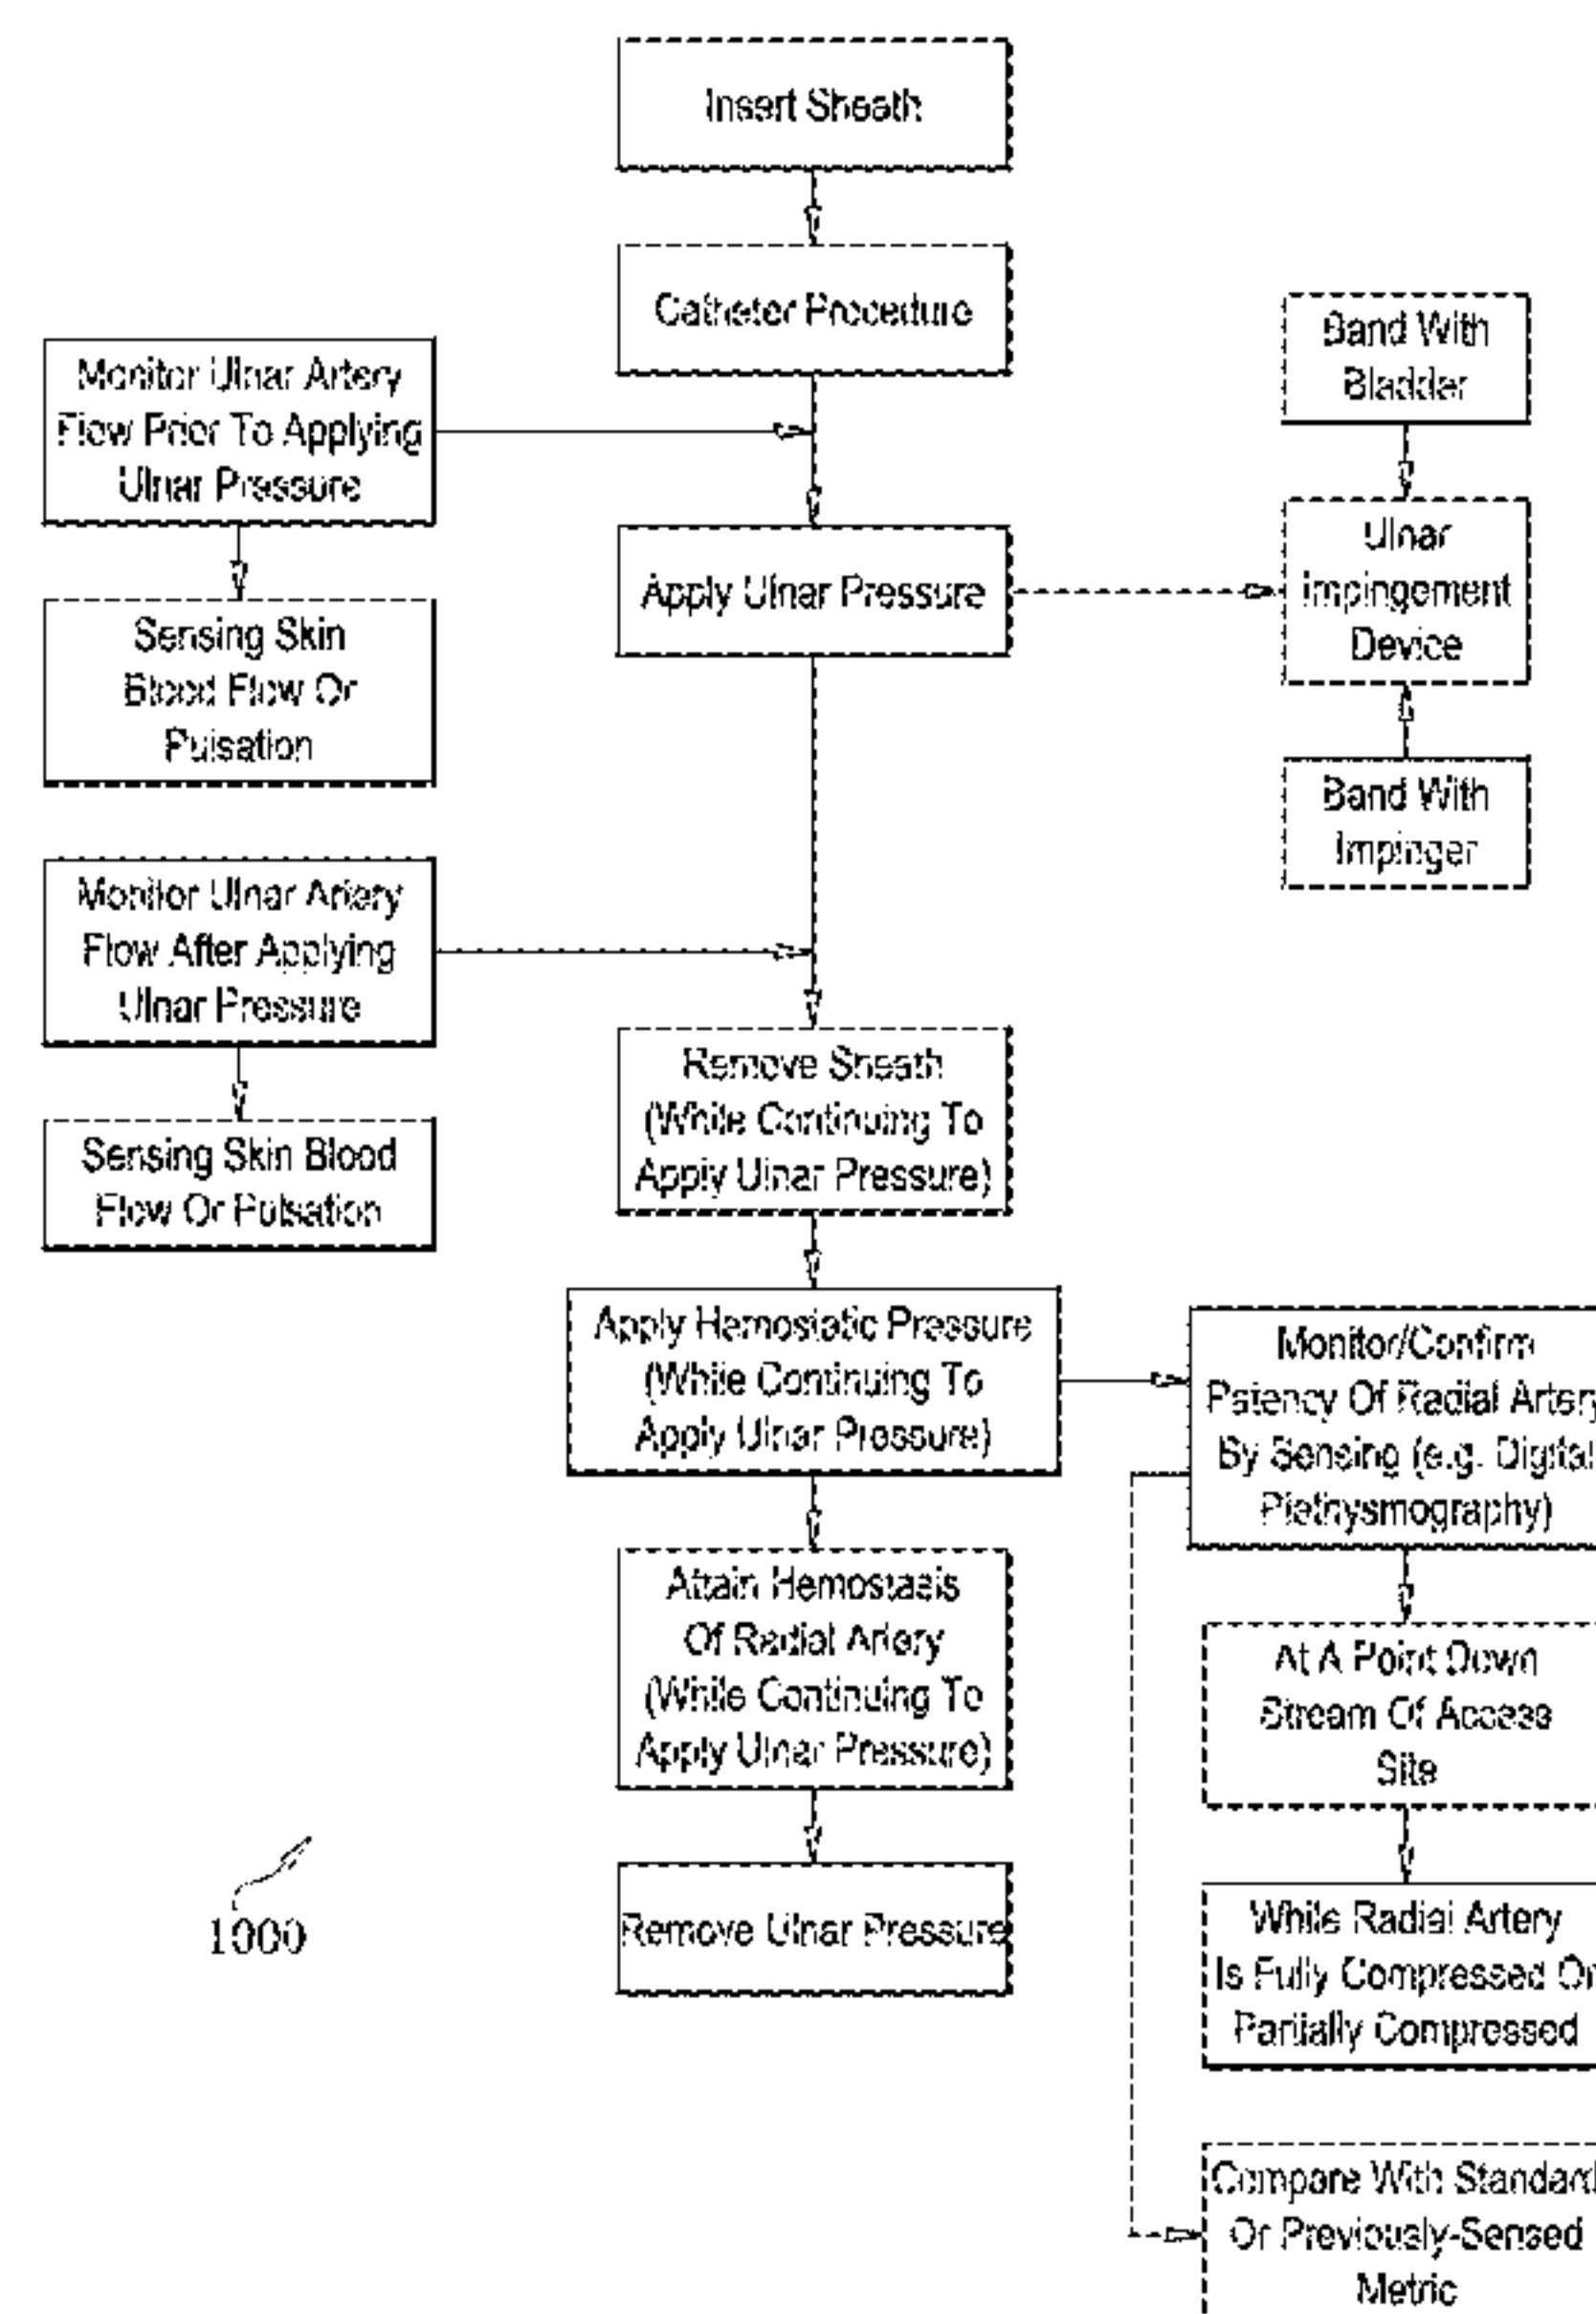 Insert Sheath
Catheter Procedure
Monitor Ulnar Artery
Flow Prior To Applying
Ulnar Pressure
Sensing Skin
Blood Flow Or
Pulsation
Apply Ulnar Pressure
Band With
Bladder
Ulnar
Impingement
Device
Band With
Impinger
Monitor Ulnar Artery
Flow After Applying
Ulnar Pressure
Sensing Skin Blood
Flow Or Pulsation
Remove Sheath
(While Continuing To
Apply Ulnar Pressure)
Apply Hemostatic Pressure
(While Continuing To
Apply Ulnar Pressure)
Monitor/Confirm
Patency Of Radial Artery
By Sensing (e.g. Digital
Plethysmography)
Attain Hemostasis
Of Radial Artery
(While Continuing To
Apply Ulnar Pressure)
At A Point Down
Stream Of Access
Site
Remove Ulnar Pressure
While Radial Artery
Is Fully Compressed Or
Partially Compressed
Compare With Standard
Or Previously-Sensed
Metric
1000